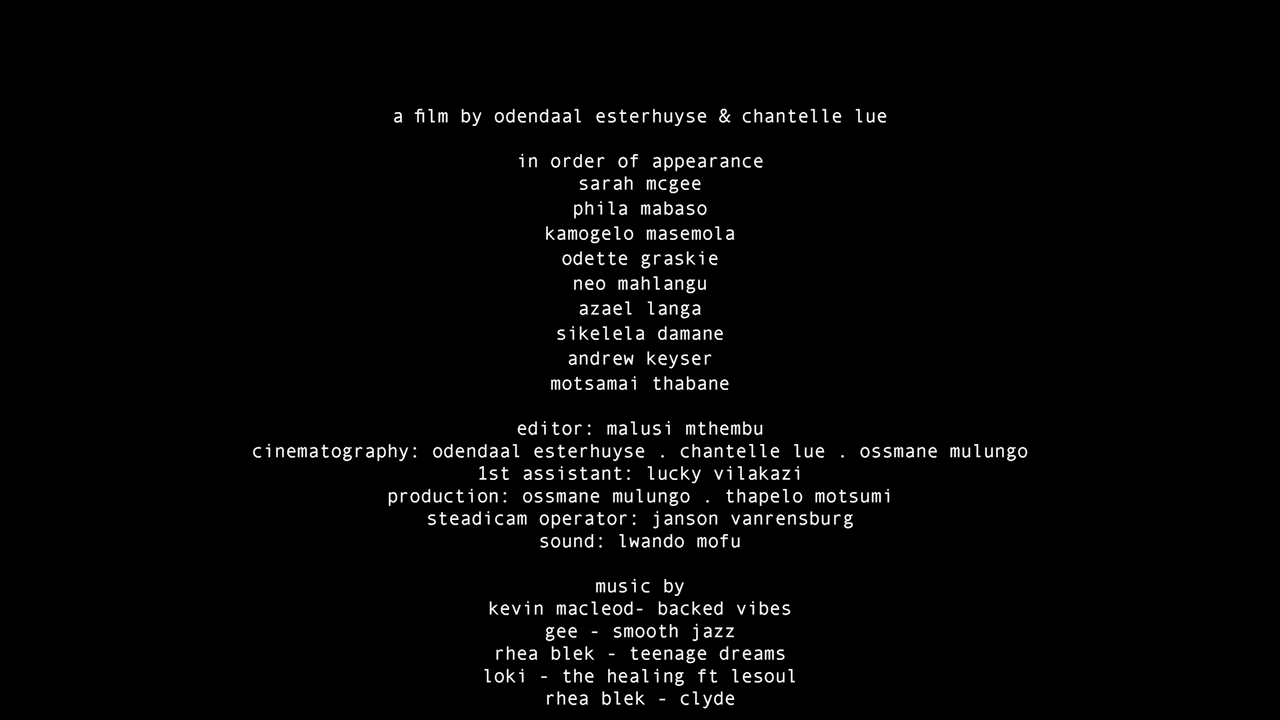 a film by odendaal esterhuyse & chantelle lue
in order of appearance
sarah mcgee
phila mabaso
kamogelo masemola
odette graskie
neo mahlangu
azael langa
sikelela damane
andrew keyser
motsamai thabane
editor: malusi mthembu
cinematography: odendaal esterhuyse . chantelle lue . ossmane mulungo
1st assistant: lucky vilakazi
production: ossmane mulungo . thapelo motsumi
steadicam operator: janson vanrensburg
sound: lwando mofu
music by
kevin macleod- backed vibes
gee - smooth jazz
rhea blek - teenage dreams
loki - the healing ft lesoul
rhea blek - clyde